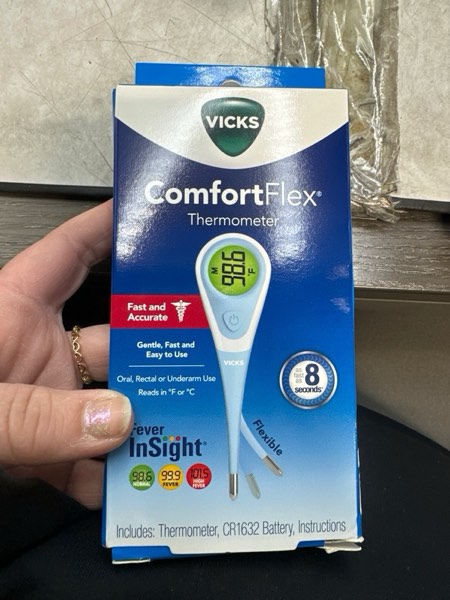 VICKS
ComfortFlex®
Thermometer
M
98.6
°F
VICKS
Fast and
Accurate
Gentle, Fast and
Easy to Use
Oral, Rectal or Underarm Use
Reads in °F or °C
as
fast
as
8
seconds
Flexible
Fever
InSight®
98.6
NORMAL
99.9
FEVER
101.5
HIGH
FEVER
Includes: Thermometer, CR1632 Battery, Instructions